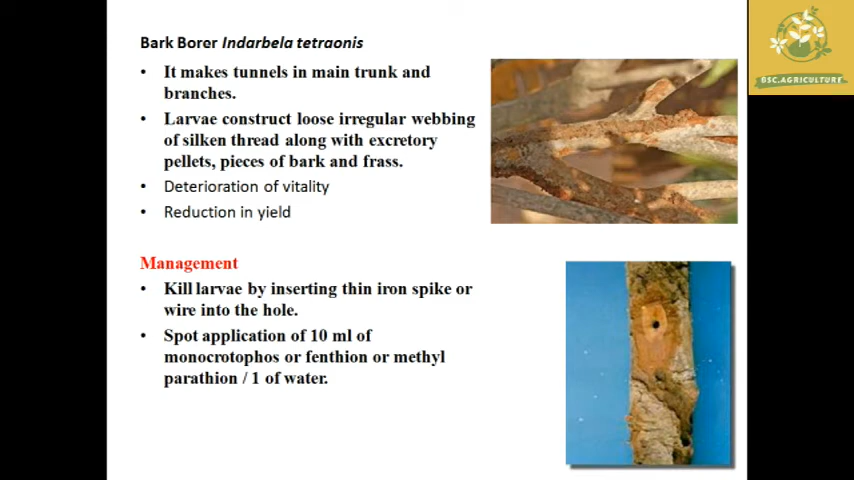 Bark Borer Indarbela tetraonis
• It makes tunnels in main trunk and
branches.
• Larvae construct loose irregular webbing
of silken thread along with excretory
pellets, pieces of bark and frass.
• Deterioration of vitality
• Reduction in yield
Management
• Kill larvae by inserting thin iron spike or
wire into the hole.
• Spot application of 10 ml of
monocrotophos or fenthion or methyl
parathion / 1 of water.
BSC.AGRICULTURE